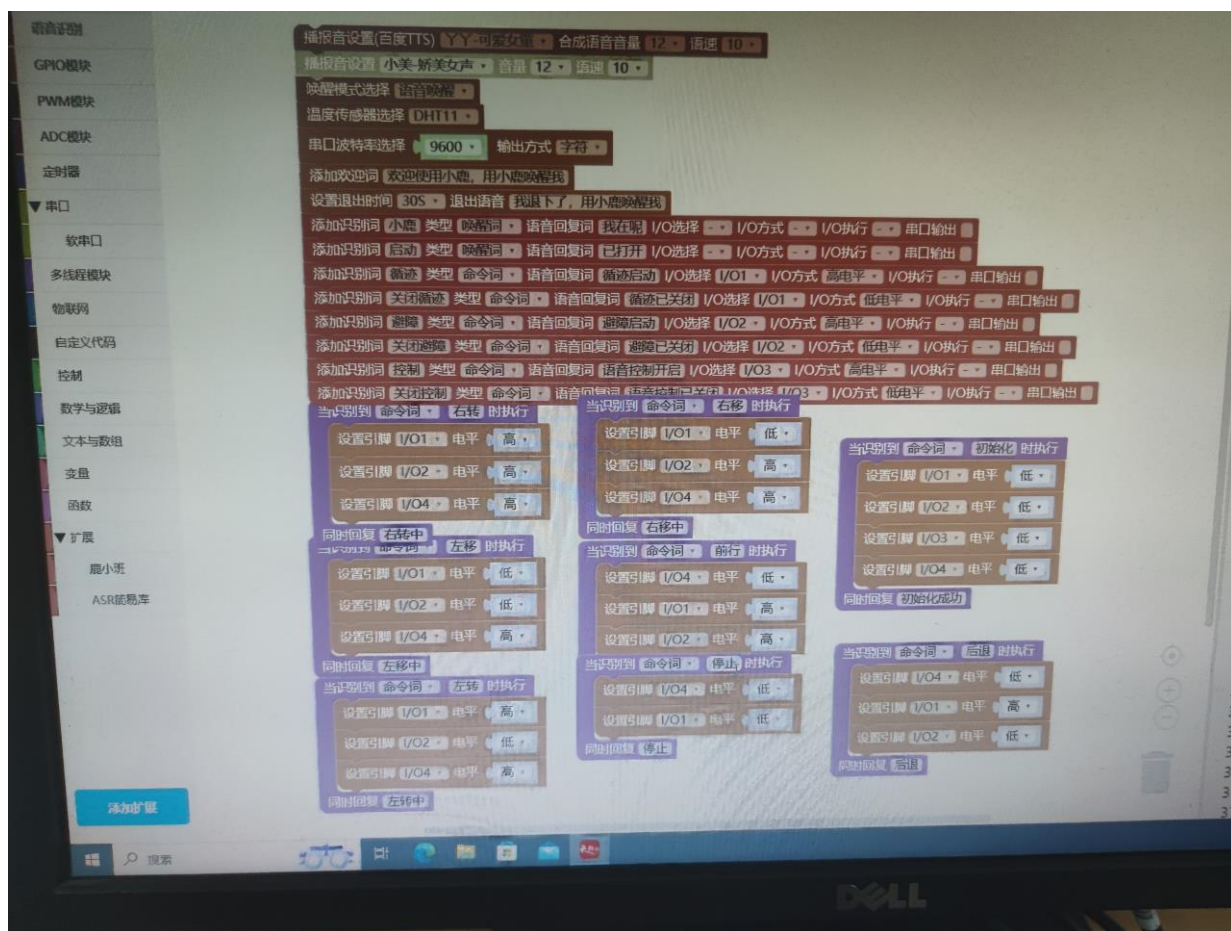 语音识别
GPIO模块
PWM模块
ADC模块
定时器
串口
软串口
多线程模块
物联网
自定义代码
控制
数学与逻辑
文本与数组
变量
函数
扩展
鹿小班
ASR简易库
添加扩展
播报音设置(百度TTS) 丫丫-可爱女童 合成语音音量 12 语速 10
播报音设置 小美-娇美女声 音量 12 语速 10
唤醒模式选择 语音唤醒
温度传感器选择 DHT11
串口波特率选择 9600 输出方式 字符
添加欢迎词 欢迎使用小鹿，用小鹿唤醒我
设置退出时间 30S 退出语音 我退下了，用小鹿唤醒我
添加识别词 小鹿 类型 唤醒词 语音回复词 我在呢 I/O选择 - I/O方式 - I/O执行 - 串口输出
添加识别词 启动 类型 唤醒词 语音回复词 已打开 I/O选择 - I/O方式 - I/O执行 - 串口输出
添加识别词 循迹 类型 命令词 语音回复词 循迹启动 I/O选择 I/O1 I/O方式 高电平 I/O执行 - 串口输出
添加识别词 关闭循迹 类型 命令词 语音回复词 循迹已关闭 I/O选择 I/O1 I/O方式 低电平 I/O执行 - 串口输出
添加识别词 避障 类型 命令词 语音回复词 避障启动 I/O选择 I/O2 I/O方式 高电平 I/O执行 - 串口输出
添加识别词 关闭避障 类型 命令词 语音回复词 避障已关闭 I/O选择 I/O2 I/O方式 低电平 I/O执行 - 串口输出
添加识别词 控制 类型 命令词 语音回复词 语音控制开启 I/O选择 I/O3 I/O方式 高电平 I/O执行 - 串口输出
添加识别词 关闭控制 类型 命令词 语音回复词 语音控制已关闭 I/O选择 I/O3 I/O方式 低电平 I/O执行 - 串口输出
当识别到 命令词 右转 时执行
设置引脚 I/O1 电平 高
设置引脚 I/O2 电平 高
设置引脚 I/O4 电平 高
同时回复 右转中
当识别到 命令词 左移 时执行
设置引脚 I/O1 电平 低
设置引脚 I/O2 电平 低
设置引脚 I/O4 电平 高
同时回复 左移中
当识别到 命令词 左转 时执行
设置引脚 I/O1 电平 高
设置引脚 I/O2 电平 低
设置引脚 I/O4 电平 高
同时回复 左转中
当识别到 命令词 右移 时执行
设置引脚 I/O1 电平 低
设置引脚 I/O2 电平 高
设置引脚 I/O4 电平 高
同时回复 右移中
当识别到 命令词 前行 时执行
设置引脚 I/O4 电平 低
设置引脚 I/O1 电平 高
设置引脚 I/O2 电平 高
当识别到 命令词 停止 时执行
设置引脚 I/O4 电平 低
设置引脚 I/O1 电平 低
同时回复 停止
当识别到 命令词 初始化 时执行
设置引脚 I/O1 电平 低
设置引脚 I/O2 电平 低
设置引脚 I/O3 电平 低
设置引脚 I/O4 电平 低
同时回复 初始化成功
当识别到 命令词 后退 时执行
设置引脚 I/O4 电平 低
设置引脚 I/O1 电平 高
设置引脚 I/O2 电平 低
同时回复 后退
搜索
DELL